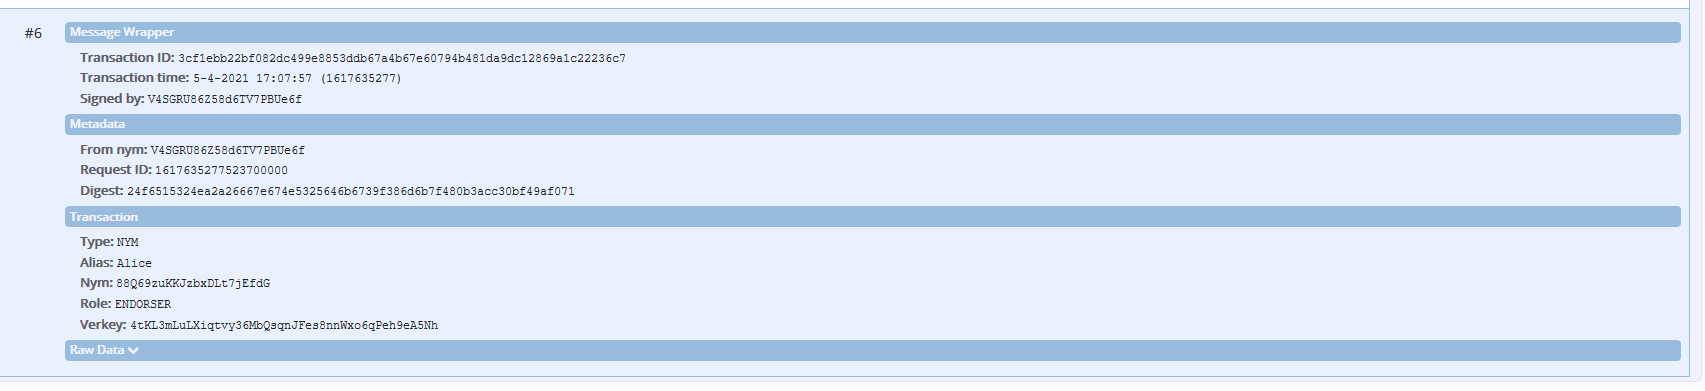 #6
Message Wrapper
Transaction ID: 3cf1ebb22bf082dc499e8853ddb67a4b67e60794b481da9dc12869a1c22236c7
Transaction time: 5-4-2021 17:07:57 (1617635277)
Signed by: V4SGRU86Z58d6TV7PBUe6f
Metadata
From nym: V4SGRU86Z58d6TV7PBUe6f
Request ID: 1617635277523700000
Digest: 24f6515324ea2a26667e674e5325646b6739f386d6b7f480b3acc30bf49af071
Transaction
Type: NYM
Alias: Alice
Nym: 88Q69zuKKJzbxDLt7jEfdG
Role: ENDORSER
Verkey: 4tKL3mLuLXiqtvy36MbQsqnJFes8nnWxo6qPeh9eA5Nh
Raw Data